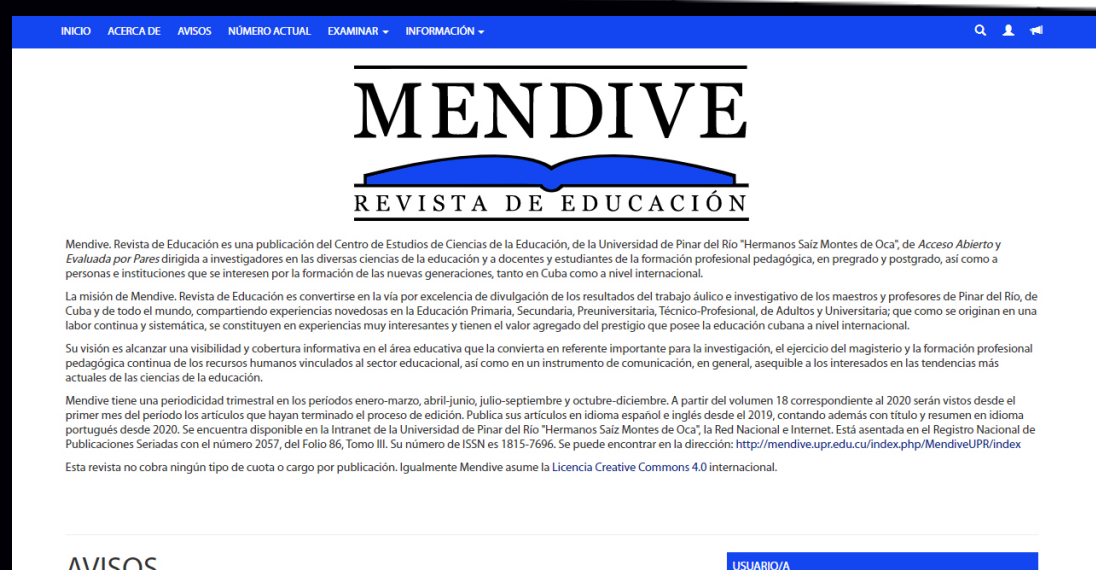 INICIO ACERCA DE AVISOS NÚMERO ACTUAL EXAMINAR INFORMACIÓN
MENDIVE
REVISTA DE EDUCACIÓN
Mendive. Revista de Educación es una publicación del Centro de Estudios de Ciencias de la Educación, de la Universidad de Pinar del Río "Hermanos Saíz Montes de Oca", de Acceso Abierto y
Evaluada por Pares dirigida a investigadores en las diversas ciencias de la educación y a docentes y estudiantes de la formación profesional pedagógica, en pregrado y postgrado, así como a
personas e instituciones que se interesen por la formación de las nuevas generaciones, tanto en Cuba como a nivel internacional.
La misión de Mendive. Revista de Educación es convertirse en la vía por excelencia de divulgación de los resultados del trabajo áulico e investigativo de los maestros y profesores de Pinar del Río, de
Cuba y de todo el mundo, compartiendo experiencias novedosas en la Educación Primaria, Secundaria, Preuniversitaria, Técnico-Profesional, de Adultos y Universitaria; que como se originan en una
labor continua y sistemática, se constituyen en experiencias muy interesantes y tienen el valor agregado del prestigio que posee la educación cubana a nivel internacional.
Su visión es alcanzar una visibilidad y cobertura informativa en el área educativa que la convierta en referente importante para la investigación, el ejercicio del magisterio y la formación profesional
pedagógica continua de los recursos humanos vinculados al sector educacional, así como en un instrumento de comunicación, en general, asequible a los interesados en las tendencias más
actuales de las ciencias de la educación.
Mendive tiene una periodicidad trimestral en los períodos enero-marzo, abril-junio, julio-septiembre y octubre-diciembre. A partir del volumen 18 correspondiente al 2020 serán vistos desde el
primer mes del período los artículos que hayan terminado el proceso de edición. Publica sus artículos en idioma español e inglés desde el 2019, contando además con título y resumen en idioma
portugués desde 2020. Se encuentra disponible en la Intranet de la Universidad de Pinar del Río "Hermanos Saíz Montes de Oca", la Red Nacional e Internet. Está asentada en el Registro Nacional de
Publicaciones Seriadas con el número 2057, del Folio 86, Tomo III. Su número de ISSN es 1815-7696. Se puede encontrar en la dirección: http://mendive.upr.edu.cu/index.php/MendiveUPR/index
Esta revista no cobra ningún tipo de cuota o cargo por publicación. Igualmente Mendive asume la Licencia Creative Commons 4.0 internacional.
AVISOS
USUARIO/A